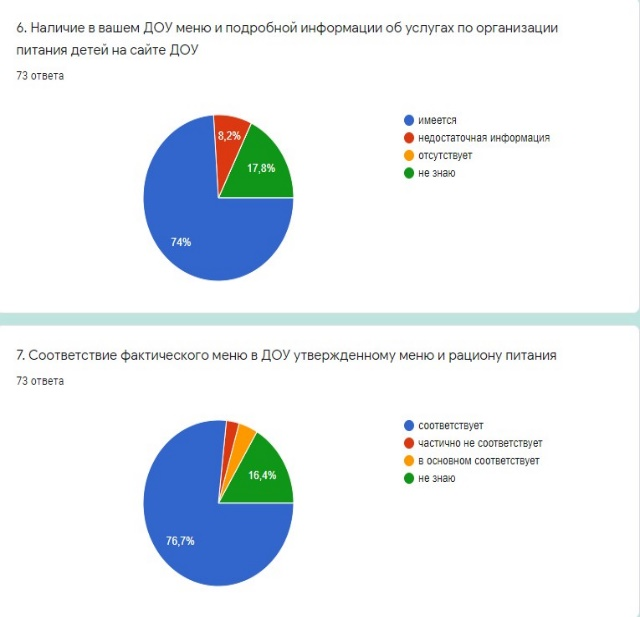 6. Наличие в вашем ДОУ меню и подробной информации об услугах по организации
питания детей на сайте ДОУ
73 ответа
8,2%
17,8%
74%
имеется
недостаточная информация
отсутствует
не знаю
7. Соответствие фактического меню в ДОУ утвержденному меню и рациону питания
73 ответа
16,4%
76,7%
соответствует
частично не соответствует
в основном соответствует
не знаю